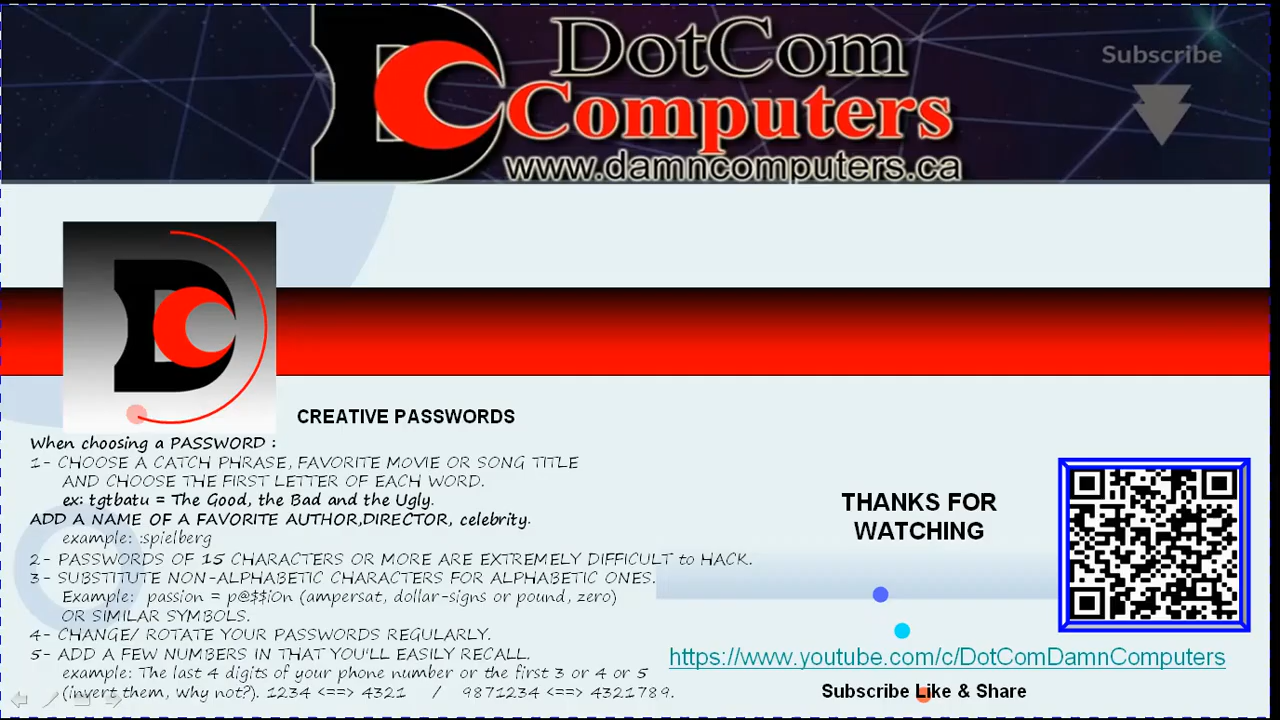 DotCom
Computers
www.damncomputers.ca
Subscribe
CREATIVE PASSWORDS
When choosing a PASSWORD :
1- CHOOSE A CATCH PHRASE, FAVORITE MOVIE OR SONG TITLE
AND CHOOSE THE FIRST LETTER OF EACH WORD.
ex: tgtbatu = The Good, the Bad and the Ugly.
ADD A NAME OF A FAVORITE AUTHOR,DIRECTOR, celebrity.
example: :spielberg
2- PASSWORDS OF 15 CHARACTERS OR MORE ARE EXTREMELY DIFFICULT to HACK.
3- SUBSTITUTE NON-ALPHABETIC CHARACTERS FOR ALPHABETIC ONES.
Example: passion = p@$$i0n (ampersat, dollar-signs or pound, zero)
OR SIMILAR SYMBOLS.
4- CHANGE/ ROTATE YOUR PASSWORDS REGULARLY.
5- ADD A FEW NUMBERS IN THAT YOU'LL EASILY RECALL.
example: The last 4 digits of your phone number or the first 3 or 4 or 5
(invert them, Why not?). 1234 <==> 4321 / 9871234 <==> 4321789.
THANKS FOR
WATCHING
https://www.youtube.com/c/DotComDamnComputers
Subscribe Like & Share